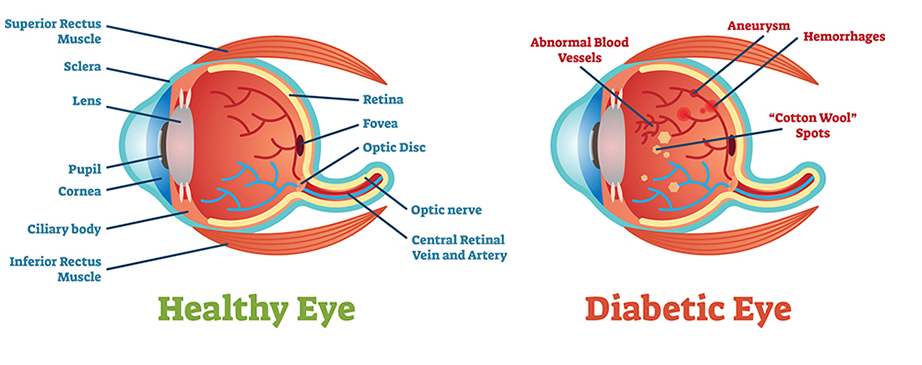 Superior Rectus
Muscle
Sclera
Lens
Pupil
Cornea
Ciliary body
Inferior Rectus
Muscle
Retina
Fovea
Optic Disc
Optic nerve
Central Retinal
Vein and Artery
Healthy Eye
Abnormal Blood
Vessels
Aneurysm
Hemorrhages
“Cotton Wool”
Spots
Diabetic Eye